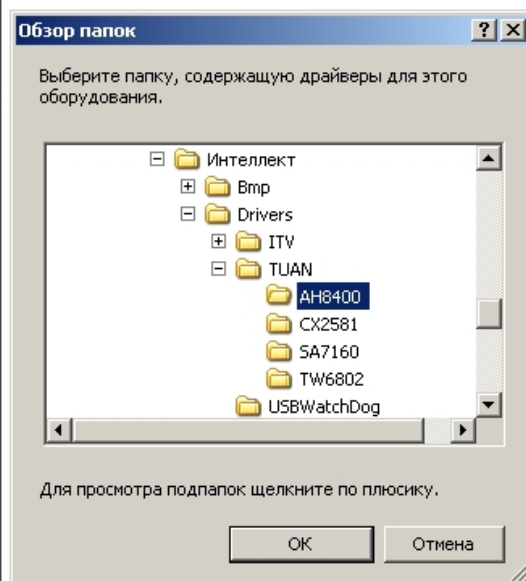 Обзор папок
Выберите папку, содержащую драйверы для этого
оборудования.
Интеллект
Bmp
Drivers
ITV
TUAN
AH8400
CX2581
SA7160
TW6802
USBWatchDog
Для просмотра подпапок щелкните по плюсику.
ОК
Отмена